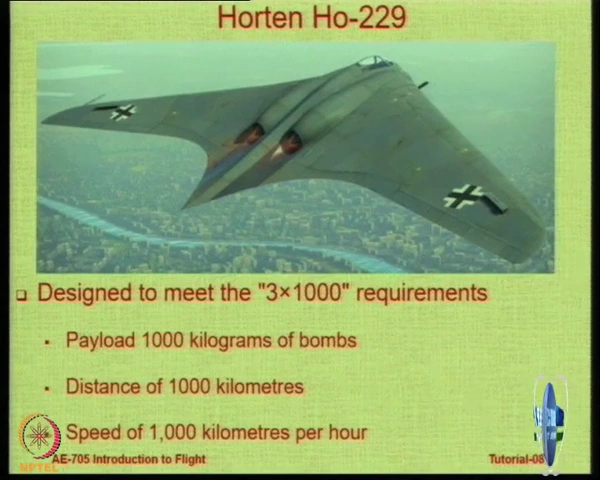 Horten Ho-229
Designed to meet the "3×1000" requirements
Payload 1000 kilograms of bombs
Distance of 1000 kilometres
Speed of 1,000 kilometres per hour
NPTEL
AE-705 Introduction to Flight
Tutorial-08